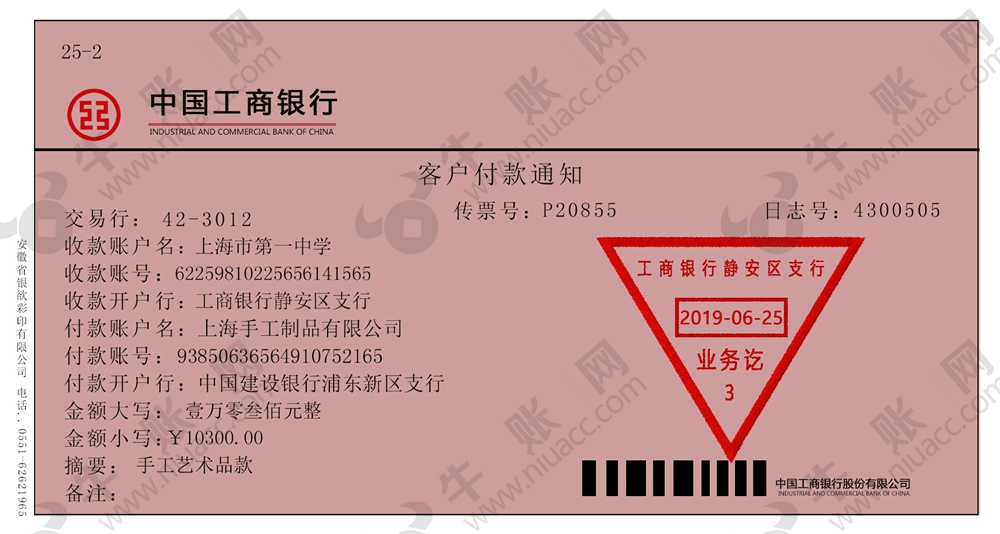 25-2
中国工商银行
INDUSTRIAL AND COMMERCIAL BANK OF CHINA
客户付款通知
传票号：P20855
日志号：4300505
交易行： 42-3012
收款账户名：上海市第一中学
收款账号：62259810225656141565
收款开户行：工商银行静安区支行
付款账户名：上海手工制品有限公司
付款账号：93850636564910752165
付款开户行：中国建设银行浦东新区支行
金额大写： 壹万零叁佰元整
金额小写：¥10300.00
摘要： 手工艺术品款
备注：
工商银行静安区支行
2019-06-25
业务讫
3
中国工商银行股份有限公司
INDUSTRIAL AND COMMERCIAL BANK OF CHINA
安徽省银欲彩印有限公司 电话..0551-62621965
牛账网
www.niuacc.com